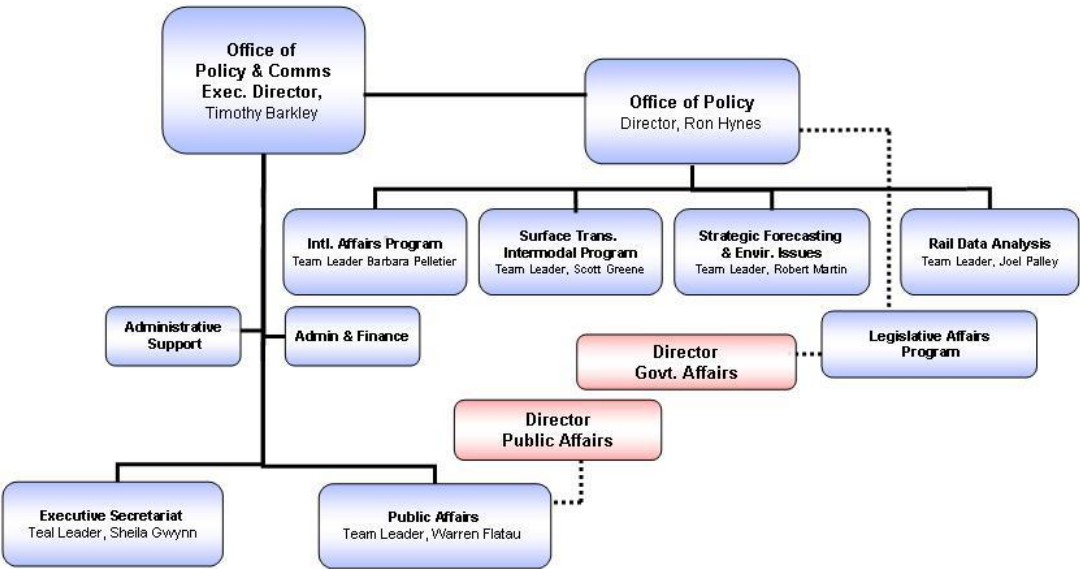 Office of
Policy & Comms
Exec. Director,
Timothy Barkley
Office of Policy
Director, Ron Hynes
Intl. Affairs Program
Team Leader Barbara Pelletier
Surface Trans.
Intermodal Program
Team Leader, Scott Greene
Strategic Forecasting
& Envir. Issues
Team Leader, Robert Martin
Rail Data Analysis
Team Leader, Joel Palley
Administrative
Support
Admin & Finance
Legislative Affairs
Program
Director
Govt. Affairs
Director
Public Affairs
Executive Secretariat
Teal Leader, Sheila Gwynn
Public Affairs
Team Leader, Warren Flatau